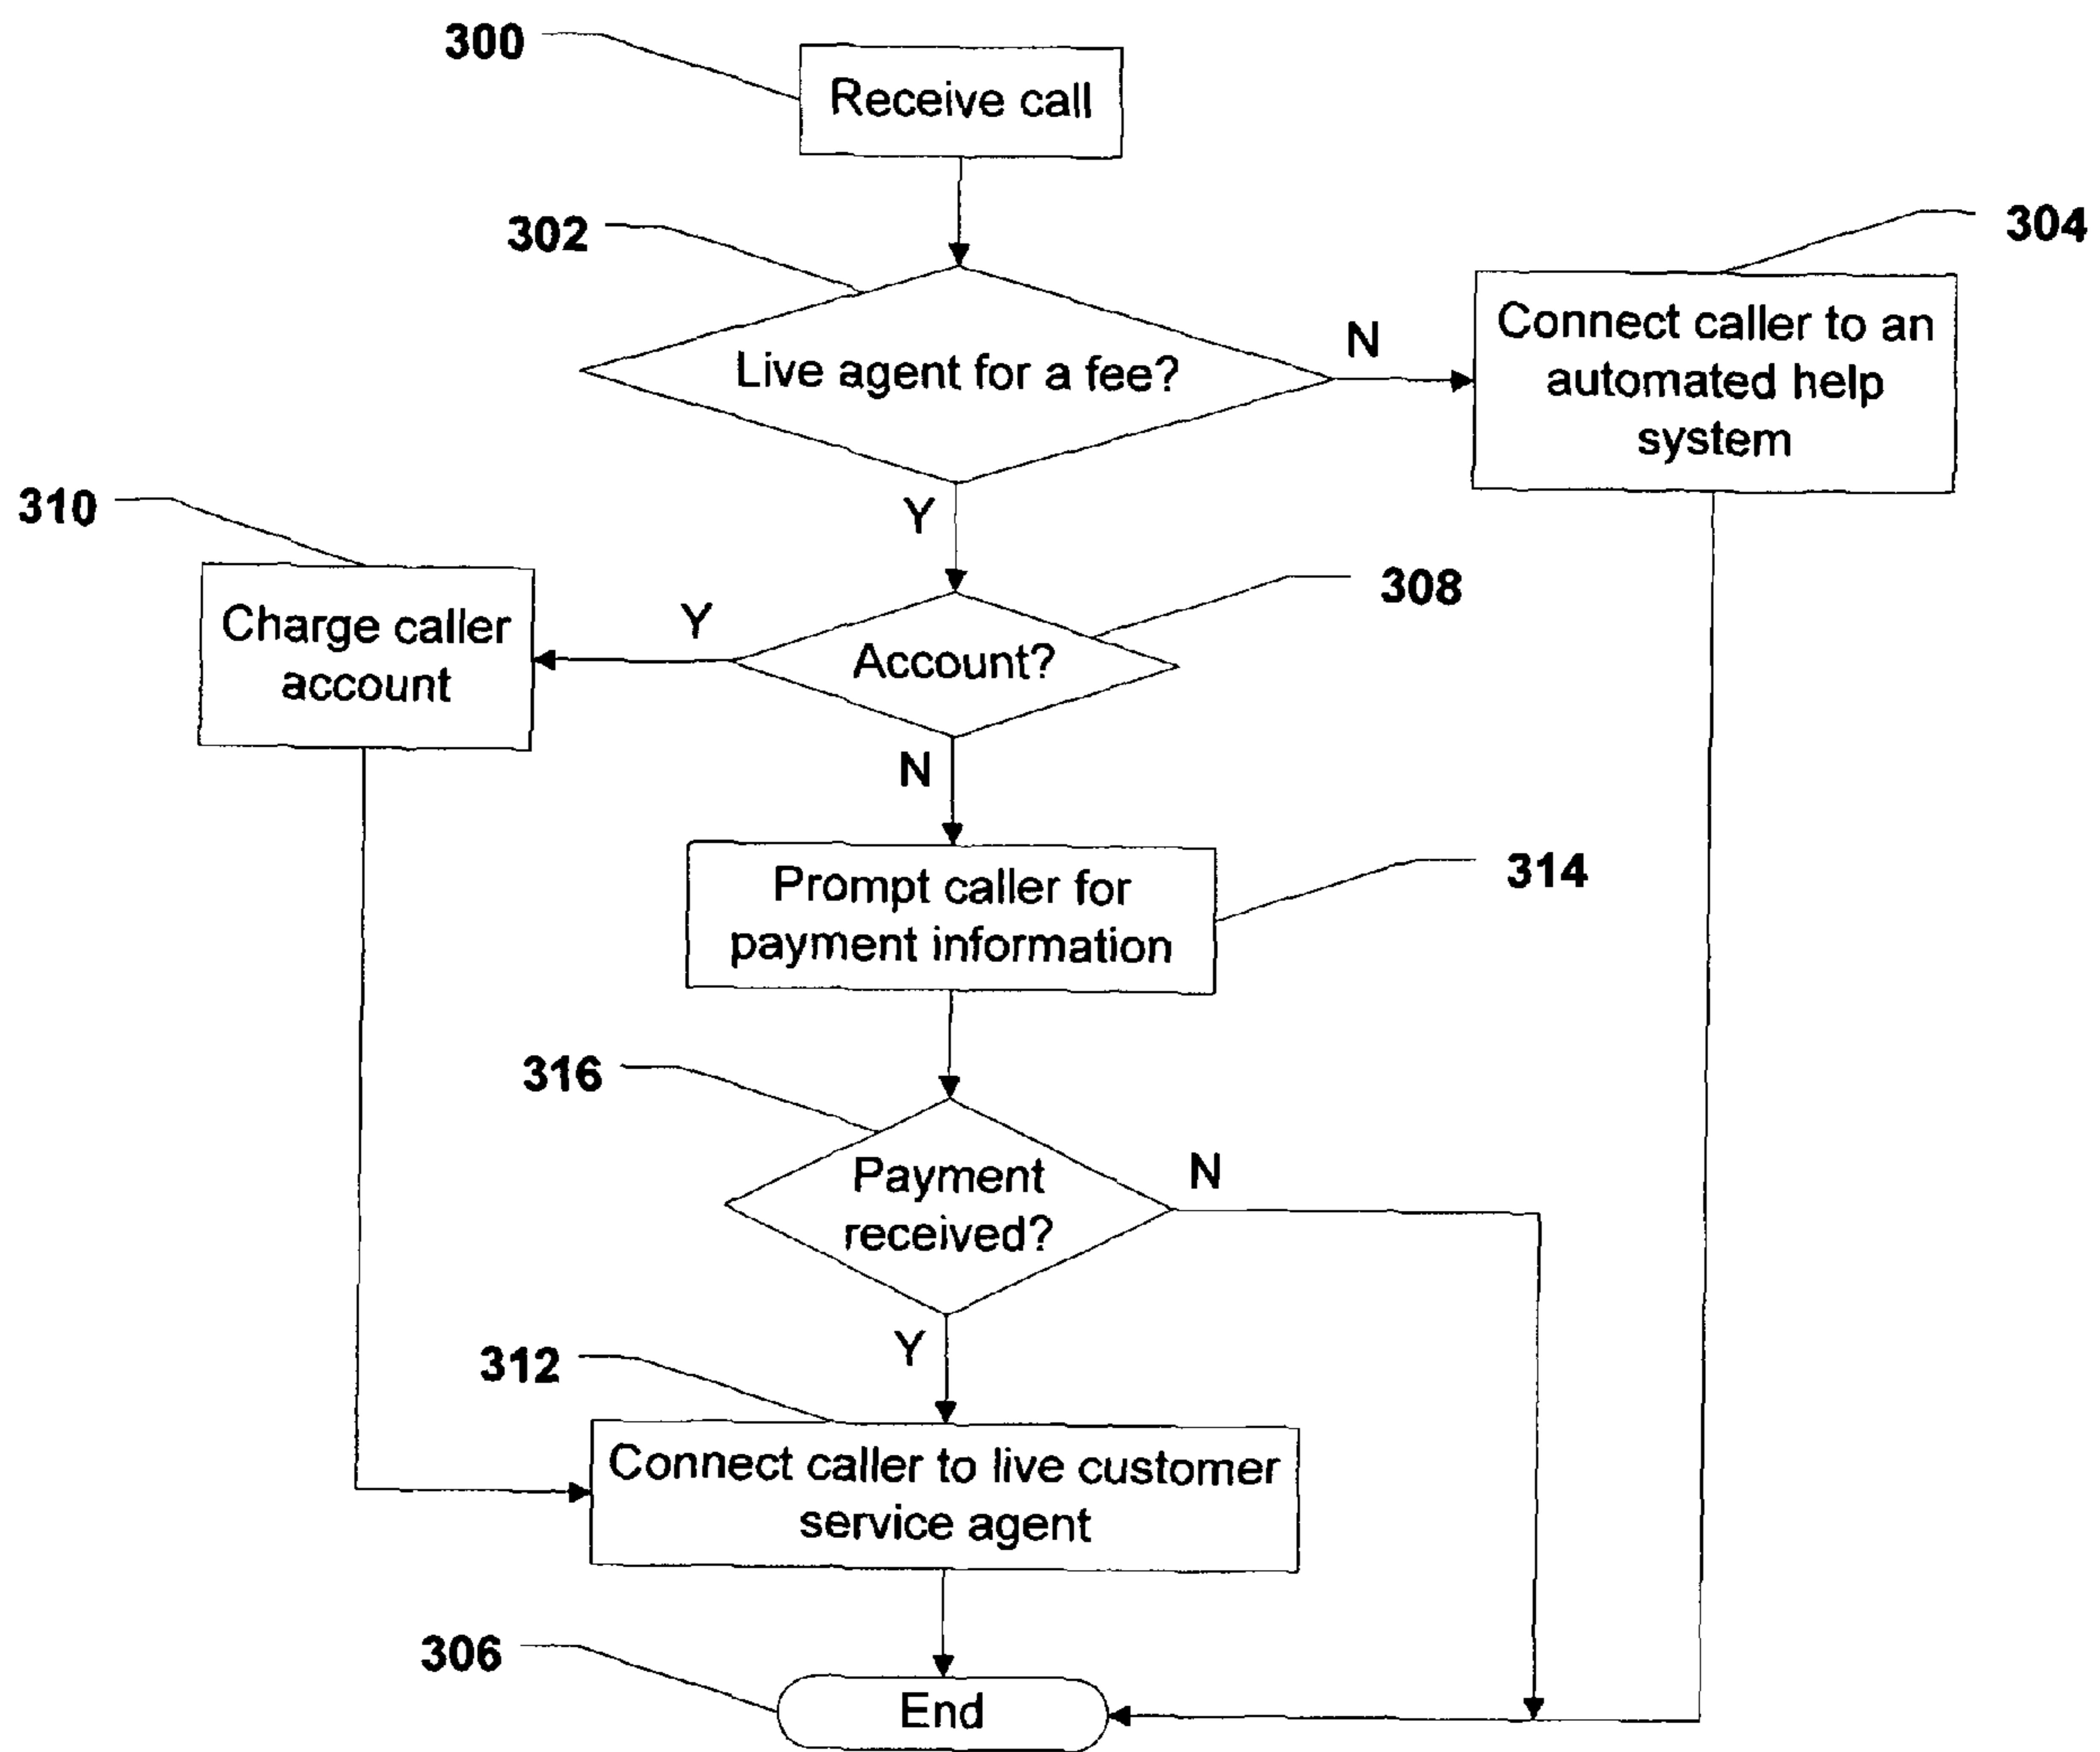 300
Receive call
302
304
Live agent for a fee?
N
Connect caller to an
automated help
system
Y
310
308
Charge caller
account
Y
Account?
N
Prompt caller for
payment information
314
316
Payment
received?
N
Y
312
Connect caller to live customer
service agent
306
End